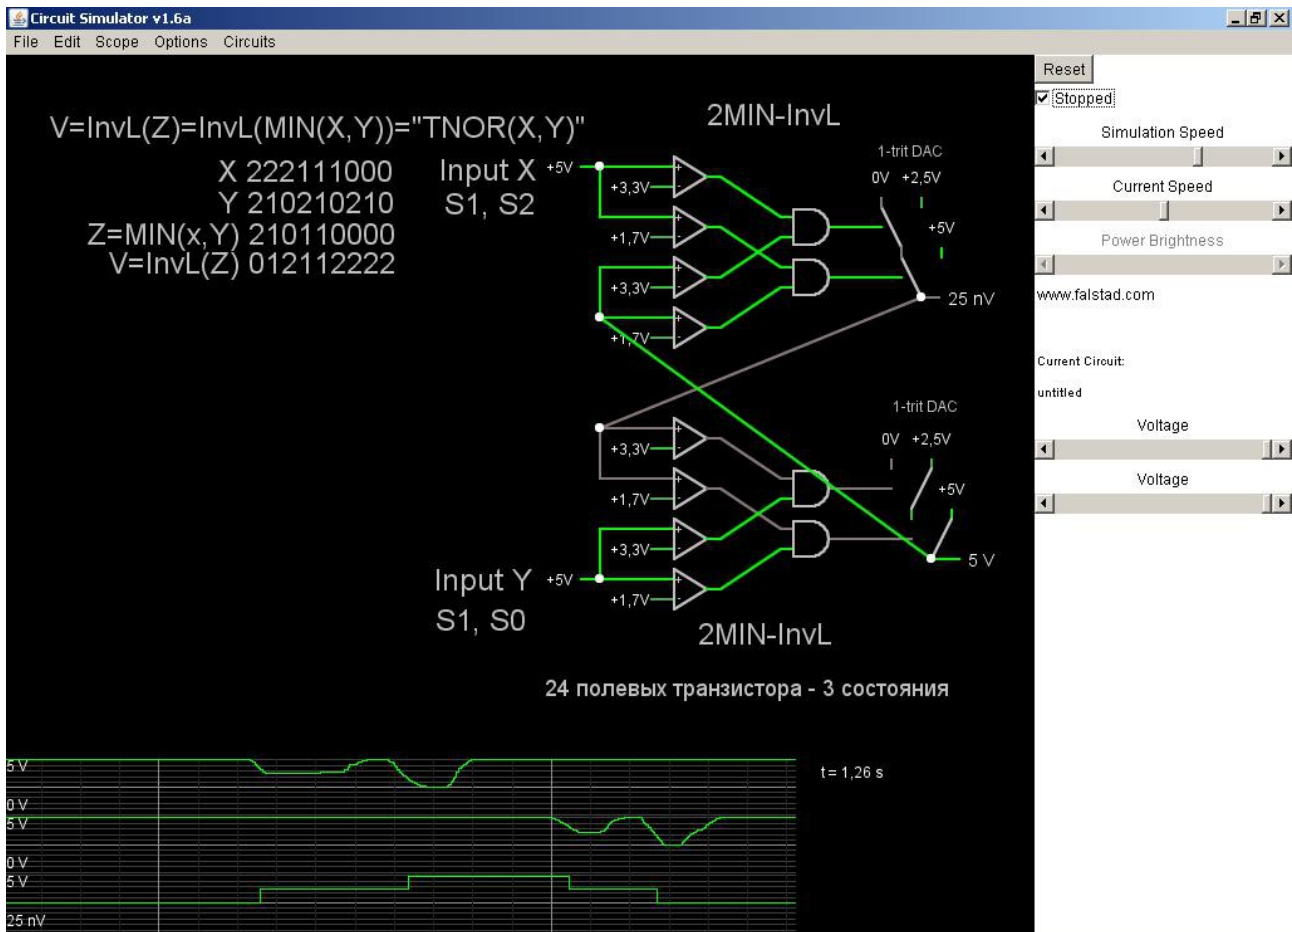 Circuit Simulator v1.6a
File Edit Scope Options Circuits
Reset
Stopped
Simulation Speed
Current Speed
Power Brightness
www.falstad.com
Current Circuit:
untitled
Voltage
Voltage
V=InvL(Z)=InvL(MIN(X,Y))="TNOR(X,Y)"
X 222111000
Y 210210210
Z=MIN(x,Y) 210110000
V=InvL(Z) 012112222
2MIN-InvL
Input X +5V
S1, S2
+3,3V
+1,7V
+3,3V
+1,7V
1-trit DAC
0V +2,5V
+5V
25 nV
1-trit DAC
0V +2,5V
+5V
5 V
+3,3V
+1,7V
+3,3V
+1,7V
Input Y +5V
S1, S0
2MIN-InvL
24 полевых транзистора - 3 состояния
5 V
0 V
5 V
0 V
5 V
25 nV
t = 1,26 s